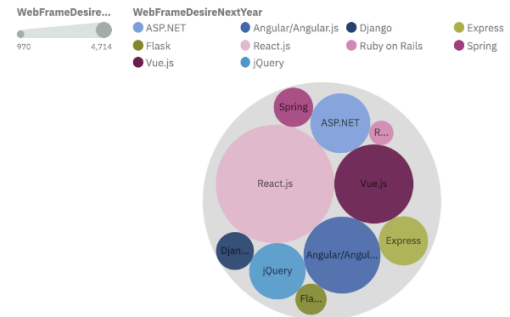 WebFrameDesire... WebFrameDesireNextYear
970 4,714
ASP.NET Angular/Angular.js Django Express
Flask React.js Ruby on Rails Spring
Vue.js jQuery
Spring
ASP.NET
R...
React.js
Vue.js
Express
Djan...
Angular/Angul...
jQuery
Fla...